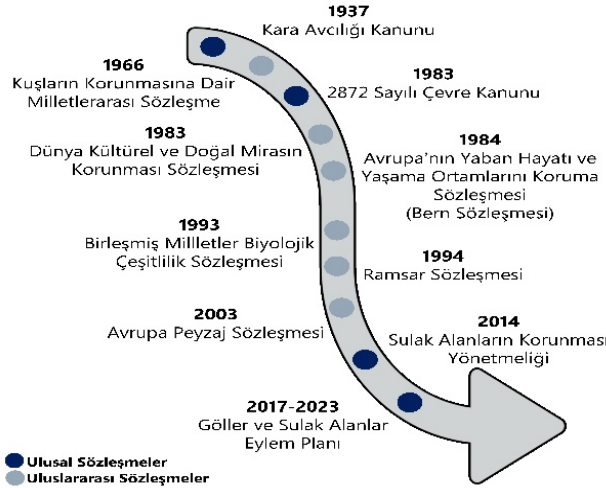 1937
Kara Avcılığı Kanunu
1966
Kuşların Korunmasına Dair
Milletlerarası Sözleşme
1983
2872 Sayılı Çevre Kanunu
1983
Dünya Kültürel ve Doğal Mirasın
Korunması Sözleşmesi
1984
Avrupa'nın Yaban Hayatı ve
Yaşama Ortamlarını Koruma
Sözleşmesi
(Bern Sözleşmesi)
1993
Birleşmiş Millletler Biyolojik
Çeşitlilik Sözleşmesi
1994
Ramsar Sözleşmesi
2003
Avrupa Peyzaj Sözleşmesi
2014
Sulak Alanların Korunması
Yönetmeliği
2017-2023
Göller ve Sulak Alanlar
Eylem Planı
Ulusal Sözleşmeler
Uluslararası Sözleşmeler